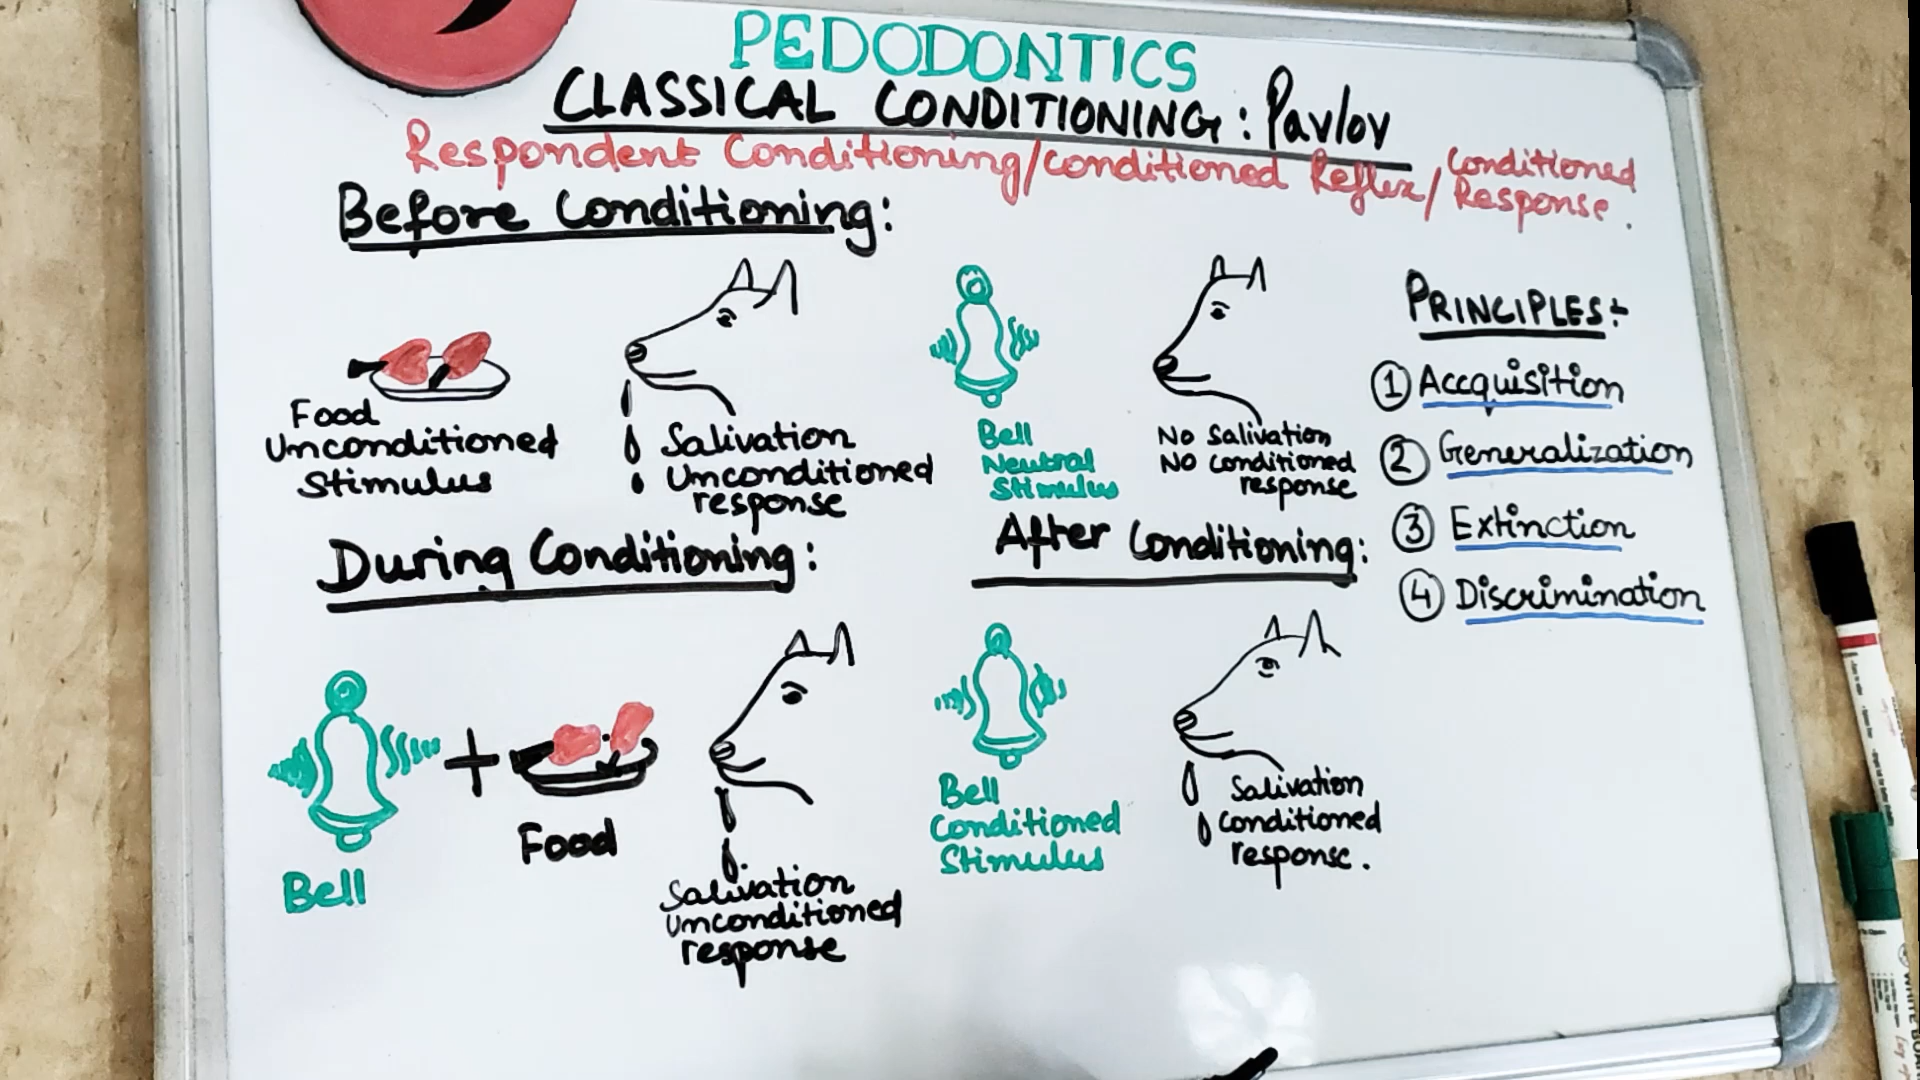 PEDODONTICS
CLASSICAL CONDITIONING: Pavlov
Respondent Conditioning/conditioned Reflex/conditioned Response.
Before Conditioning:
Food
Unconditioned
Stimulus
Salivation
Unconditioned
response
Bell
Neutral
Stimulus
No Salivation
No conditioned
response
PRINCIPLES:-
1 Accquisition
2 Generalization
3 Extinction
4 Discrimination
During Conditioning:
Bell
+
Food
Salivation
Unconditioned
response
After Conditioning:
Bell
Conditioned
Stimulus
Salivation
Conditioned
response.